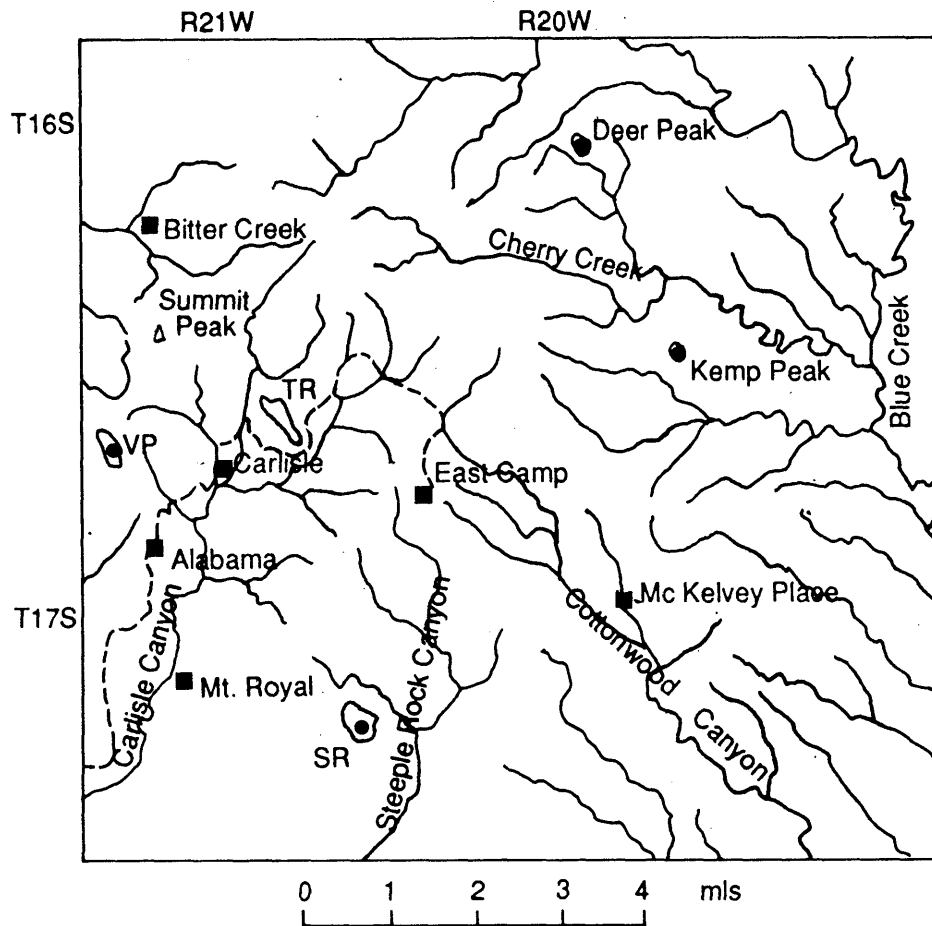 R21W R20W
T16S
Deer Peak
Bitter Creek
Cherry Creek
Summit
Peak
Blue Creek
Kemp Peak
TR
VP
Carlisle
East Camp
Alabama
Mc Kelvey Place
T17S
Cottonwood
Canyon
Carlisle Canyon
Steeple Rock Canyon
Mt. Royal
SR
0 1 2 3 4 mls